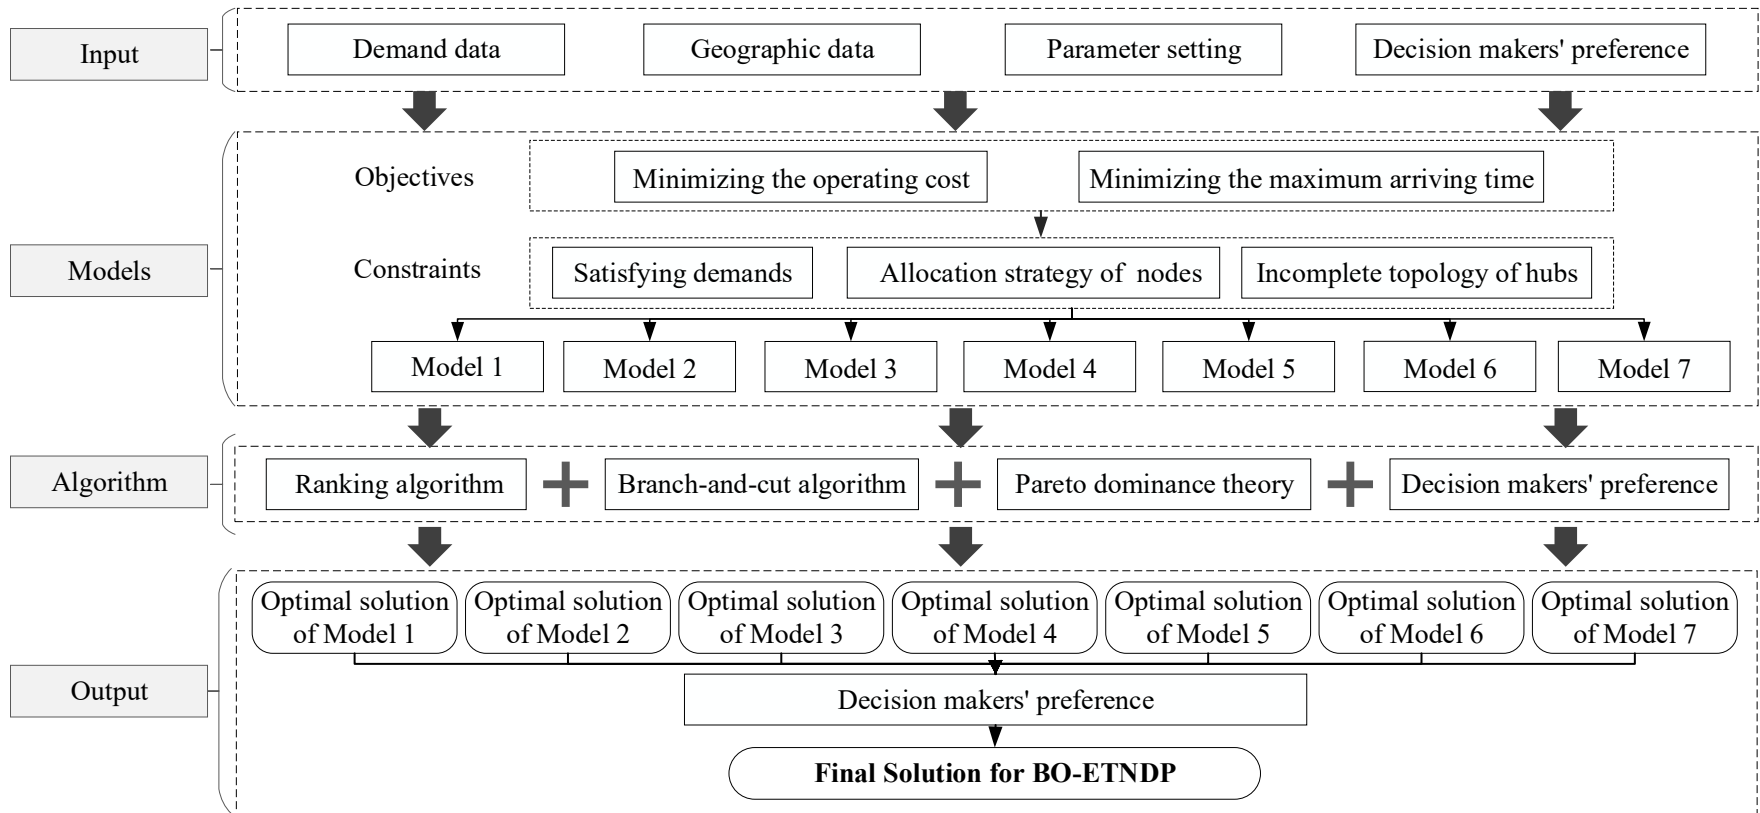 Input
Demand data
Geographic data
Parameter setting
Decision makers' preference
Models
Objectives
Minimizing the operating cost
Minimizing the maximum arriving time
Constraints
Satisfying demands
Allocation strategy of nodes
Incomplete topology of hubs
Model 1
Model 2
Model 3
Model 4
Model 5
Model 6
Model 7
Algorithm
Ranking algorithm
Branch-and-cut algorithm
Pareto dominance theory
Decision makers' preference
Output
Optimal solution
of Model 1
Optimal solution
of Model 2
Optimal solution
of Model 3
Optimal solution
of Model 4
Optimal solution
of Model 5
Optimal solution
of Model 6
Optimal solution
of Model 7
Decision makers' preference
Final Solution for BO-ETNDP